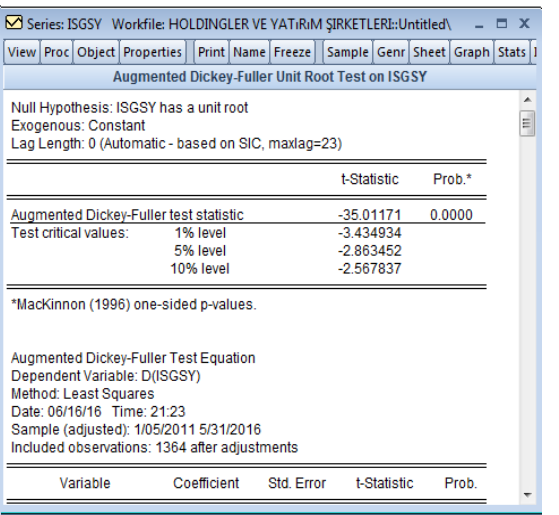 Series: ISGSY Workfile: HOLDINGLER VE YATıRıM ŞIRKETLERI::Untitled\
View Proc Object Properties Print Name Freeze Sample Genr Sheet Graph Stats
Augmented Dickey-Fuller Unit Root Test on ISGSY
Null Hypothesis: ISGSY has a unit root
Exogenous: Constant
Lag Length: 0 (Automatic - based on SIC, maxlag=23)
t-Statistic Prob.*
Augmented Dickey-Fuller test statistic -35.01171 0.0000
Test critical values: 1% level -3.434934
5% level -2.863452
10% level -2.567837
*MacKinnon (1996) one-sided p-values.
Augmented Dickey-Fuller Test Equation
Dependent Variable: D(ISGSY)
Method: Least Squares
Date: 06/16/16 Time: 21:23
Sample (adjusted): 1/05/2011 5/31/2016
Included observations: 1364 after adjustments
Variable Coefficient Std. Error t-Statistic Prob.